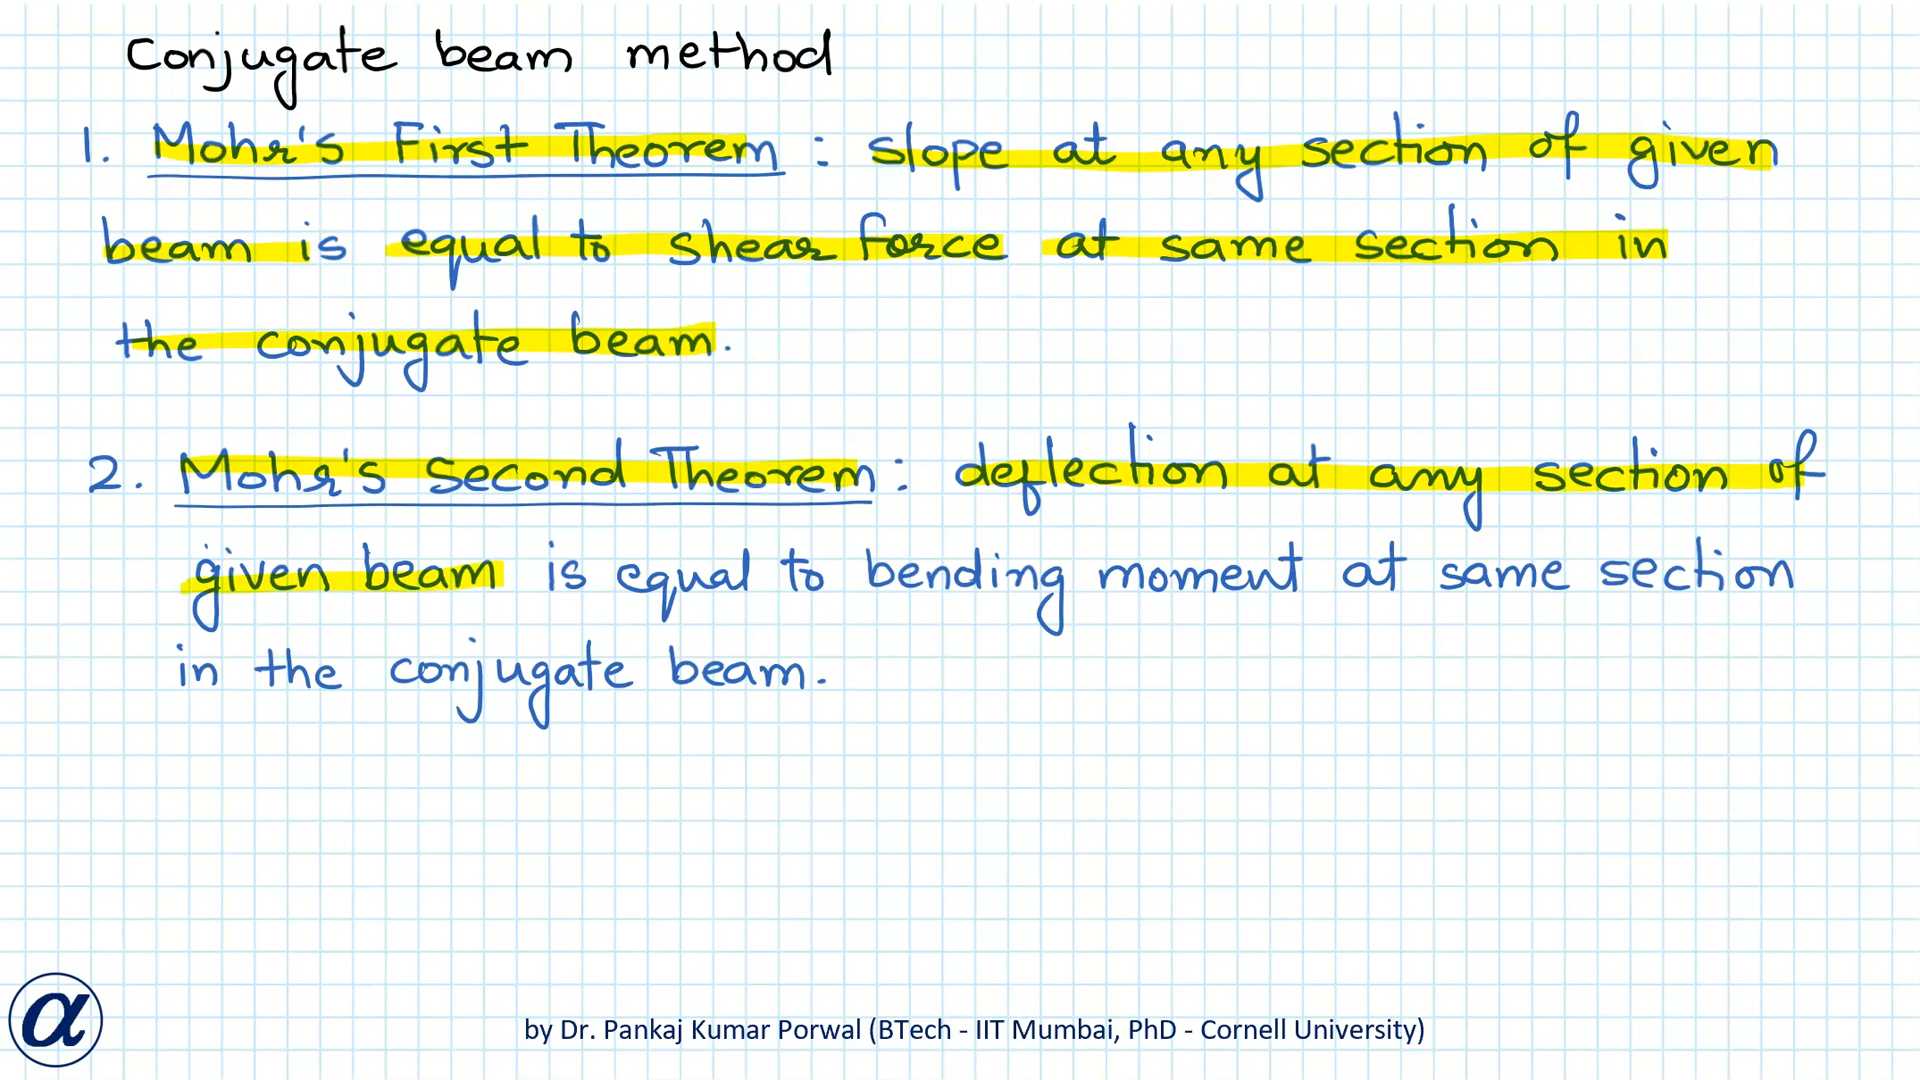 Conjugate beam method
1. Mohr's First Theorem : slope at any section of given
beam is equal to shear force at same section in
the conjugate beam.
2. Mohr's Second Theorem : deflection at any section of
given beam is equal to bending moment at same section
in the conjugate beam.
α
by Dr. Pankaj Kumar Porwal (BTech - IIT Mumbai, PhD - Cornell University)